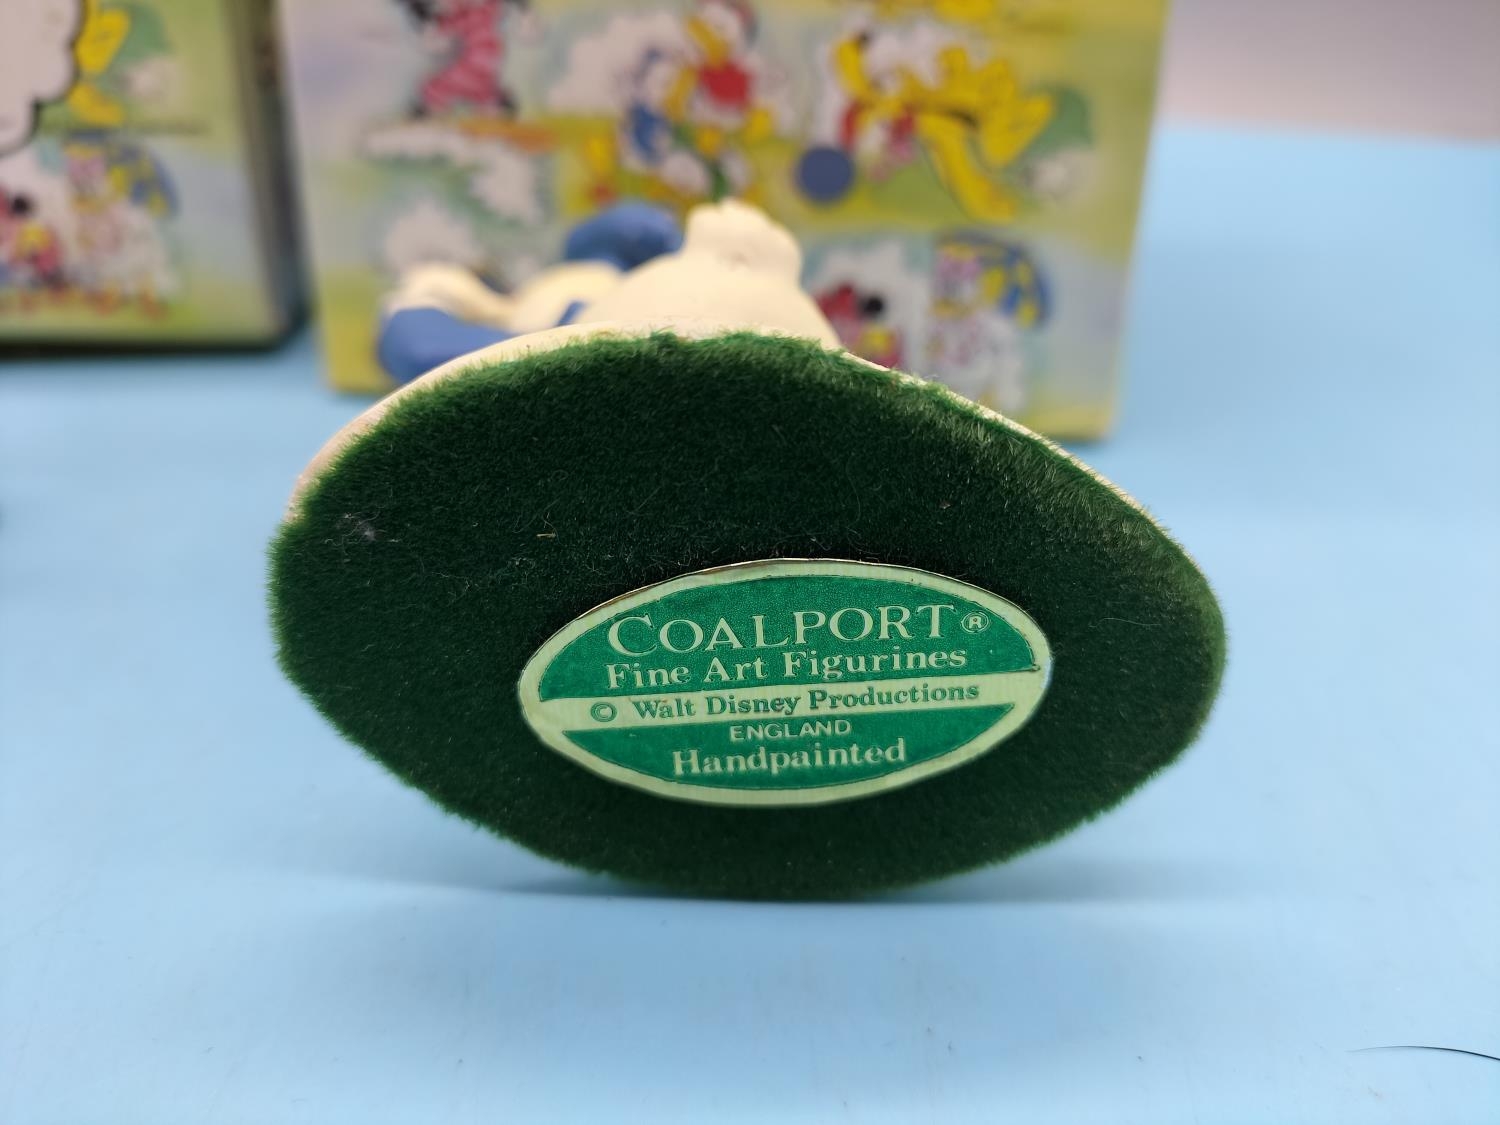 COALPORT®
Fine Art Figurines
© Walt Disney Productions
ENGLAND
Handpainted